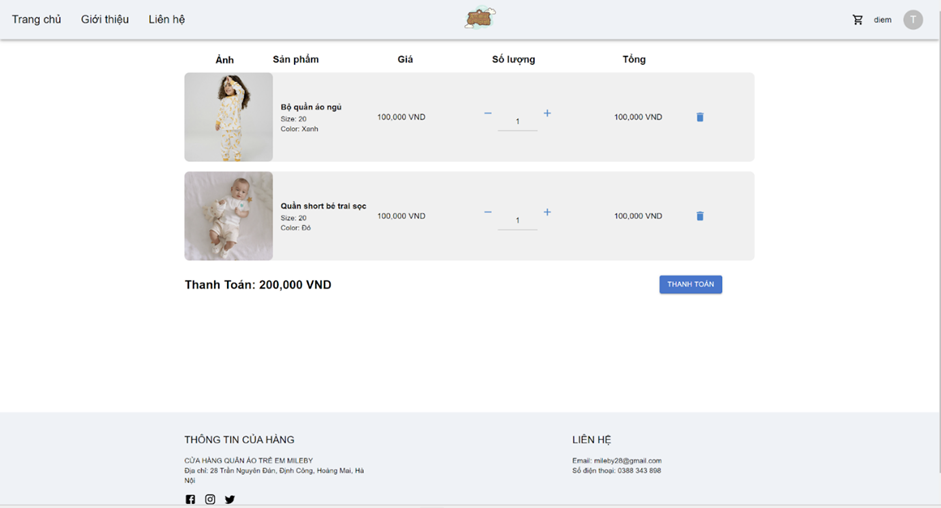 Trang chủ Giới thiệu Liên hệ diem T
Ảnh Sản phẩm Giá Số lượng Tổng
Bộ quần áo ngủ
Size: 20
Color: Xanh
100,000 VND − 1 + 100,000 VND
Quần short bé trai sọc
Size: 20
Color: Đỏ
100,000 VND − 1 + 100,000 VND
Thanh Toán: 200,000 VND THANH TOÁN
THÔNG TIN CỦA HÀNG
CỬA HÀNG QUẦN ÁO TRẺ EM MILEBY
Địa chỉ: 28 Trần Nguyên Đán, Định Công, Hoàng Mai, Hà
Nội
LIÊN HỆ
Email: mileby28@gmail.com
Số điện thoại: 0388 343 898